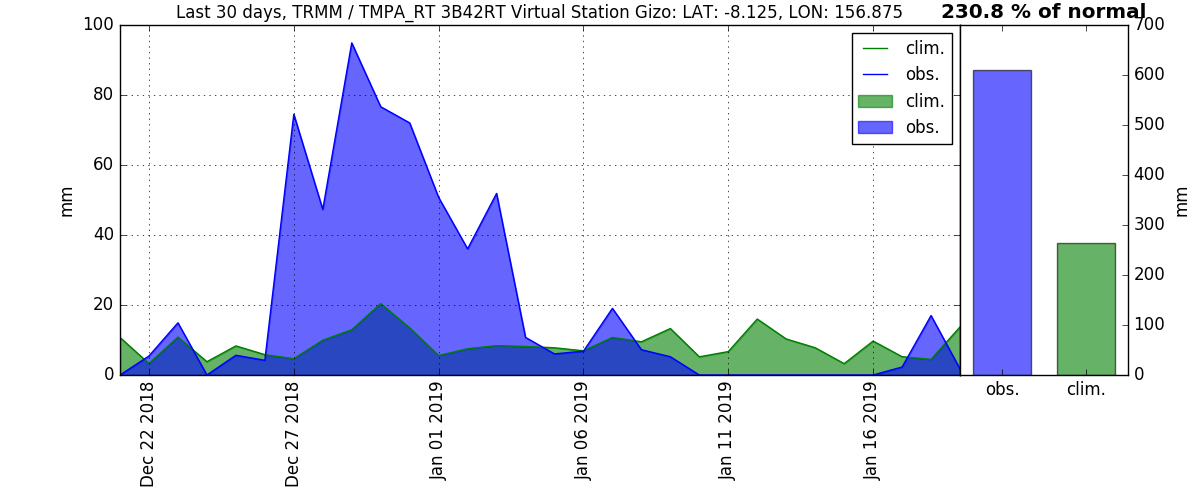 Last 30 days, TRMM / TMPA_RT 3B42RT Virtual Station Gizo: LAT: -8.125, LON: 156.875
230.8 % of normal
100
80
60
40
20
0
mm
clim.
obs.
clim.
obs.
700
600
500
400
300
200
100
0
mm
Dec 22 2018
Dec 27 2018
Jan 01 2019
Jan 06 2019
Jan 11 2019
Jan 16 2019
obs.
clim.